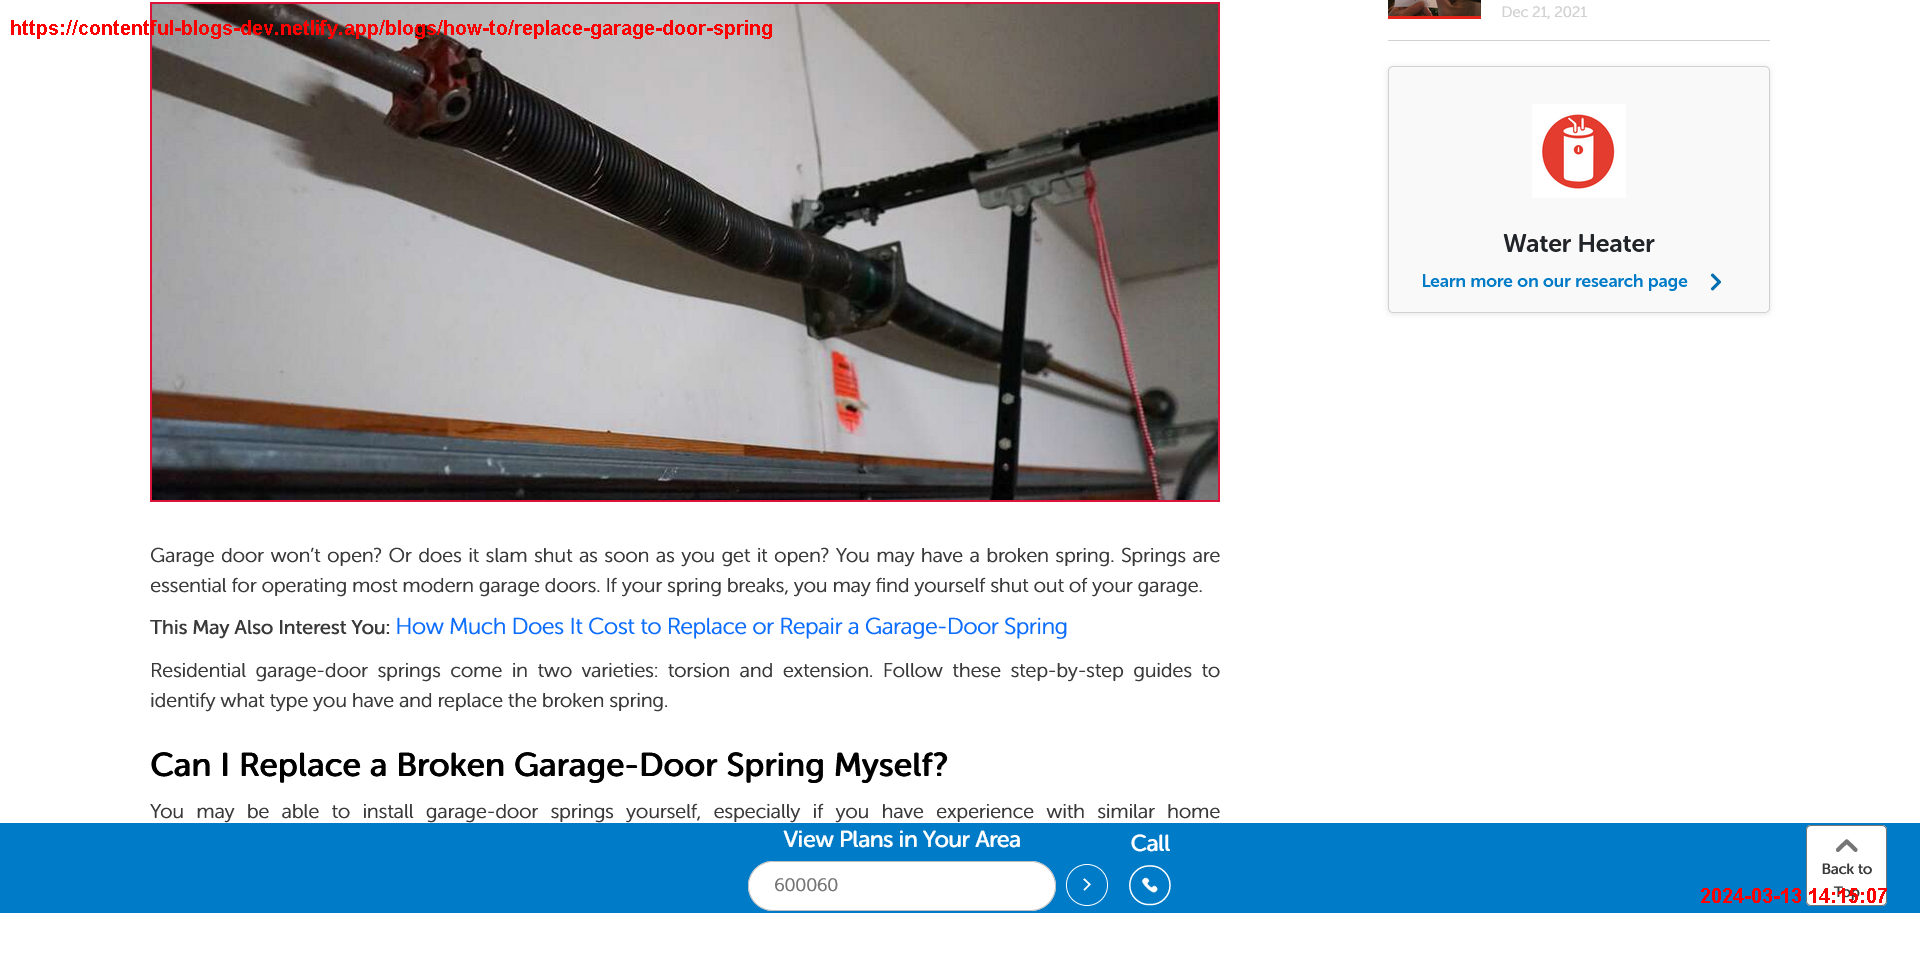 https://contentful-blogs-dev.netlify.app/blogs/how-to/replace-garage-door-spring
Dec 21, 2021
Water Heater
Learn more on our research page
Garage door won’t open? Or does it slam shut as soon as you get it open? You may have a broken spring. Springs are
essential for operating most modern garage doors. If your spring breaks, you may find yourself shut out of your garage.
This May Also Interest You: How Much Does It Cost to Replace or Repair a Garage-Door Spring
Residential garage-door springs come in two varieties: torsion and extension. Follow these step-by-step guides to
identify what type you have and replace the broken spring.
Can I Replace a Broken Garage-Door Spring Myself?
You may be able to install garage-door springs yourself, especially if you have experience with similar home
View Plans in Your Area
600060
Call
Back to
Top
2024-03-13 14:15:07